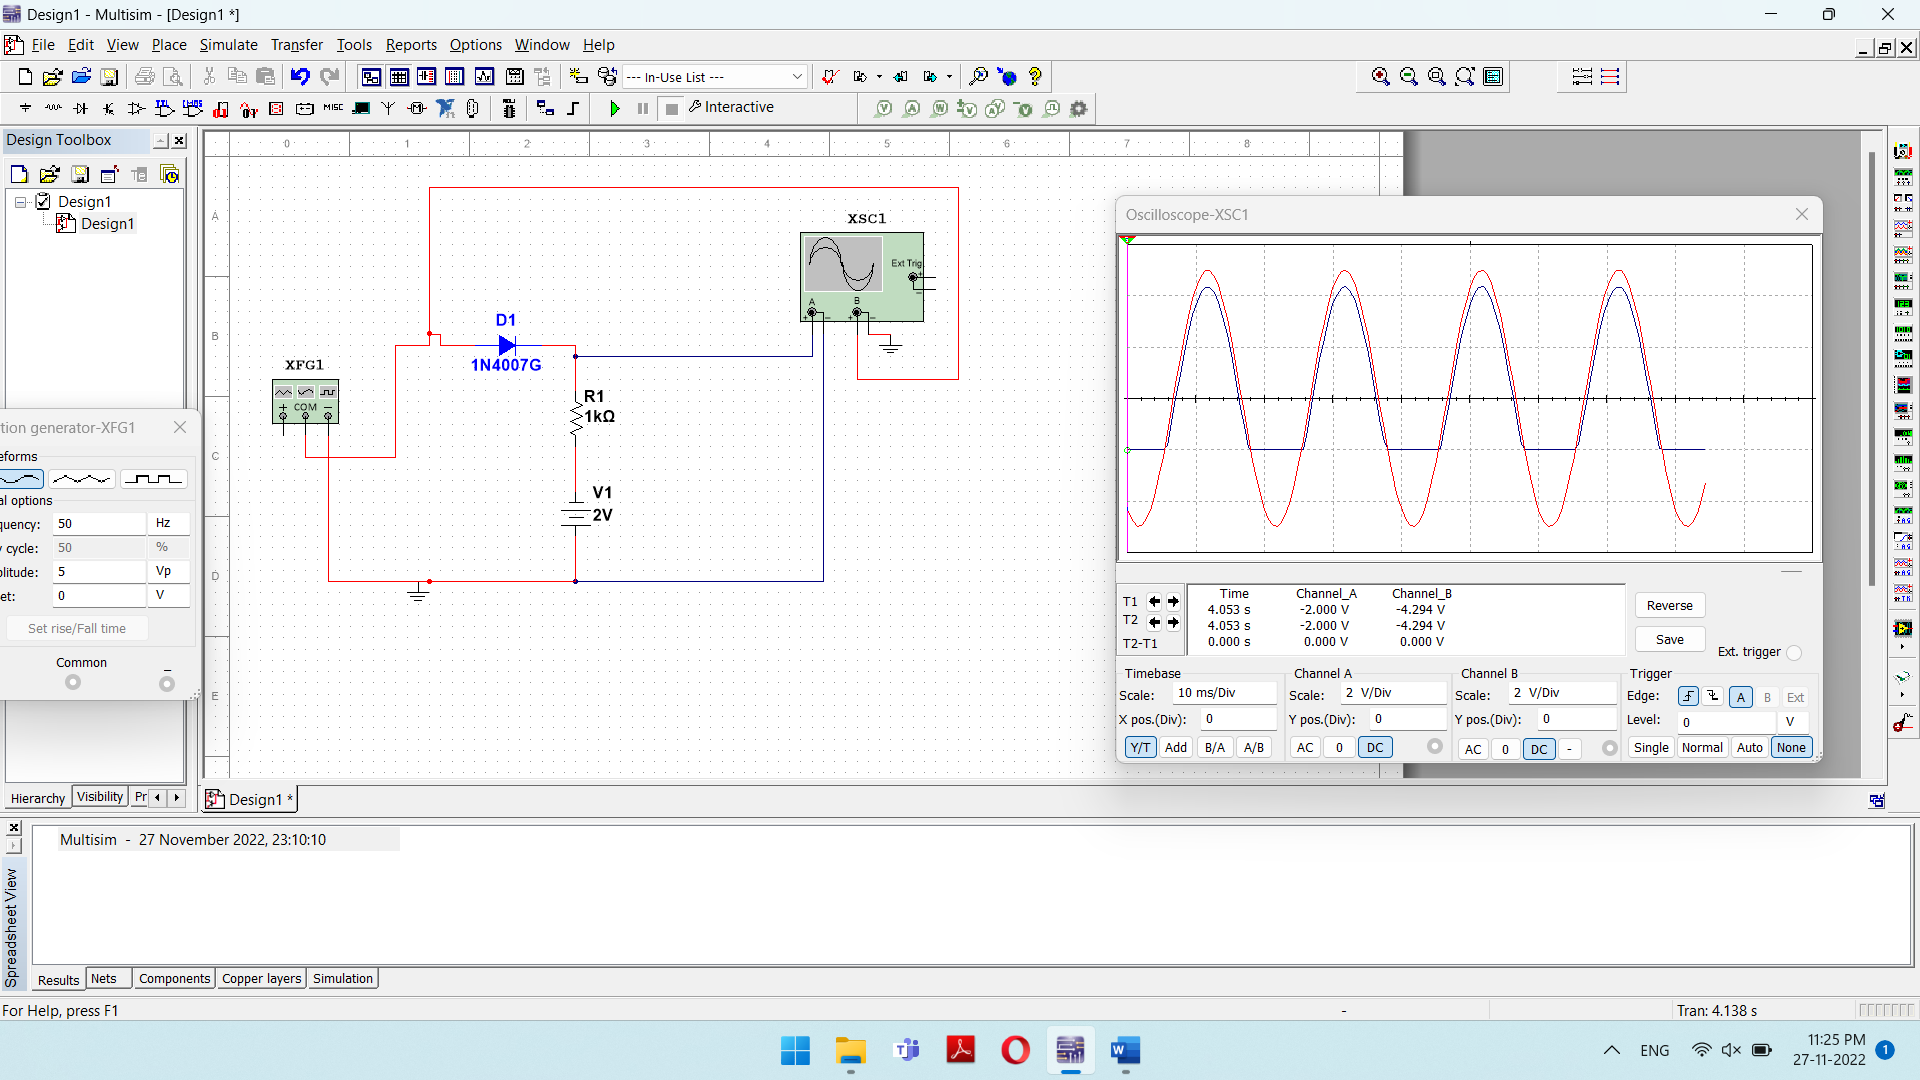 Design1 - Multisim - [Design1 *]
File Edit View Place Simulate Transfer Tools Reports Options Window Help
--- In-Use List ---
MISC
Interactive
Design Toolbox
Design1
Design1
0 1 2 3 4 5 6 7 8
A
B
C
D
E
XSC1
Ext Trig
A B
D1
1N4007G
XFG1
COM
R1
1kΩ
V1
2V
tion generator-XFG1
eforms
al options
quency: 50 Hz
y cycle: 50 %
plitude: 5 Vp
et: 0 V
Set rise/Fall time
Common
Oscilloscope-XSC1
Time Channel_A Channel_B
T1 4.053 s -2.000 V -4.294 V
T2 4.053 s -2.000 V -4.294 V
T2-T1 0.000 s 0.000 V 0.000 V
Reverse
Save
Ext. trigger
Timebase Channel A Channel B Trigger
Scale: 10 ms/Div Scale: 2 V/Div Scale: 2 V/Div Edge: A B Ext
X pos.(Div): 0 Y pos.(Div): 0 Y pos.(Div): 0 Level: 0 V
Y/T Add B/A A/B AC 0 DC AC 0 DC - Single Normal Auto None
Hierarchy Visibility Pr
Design1 *
Multisim - 27 November 2022, 23:10:10
Spreadsheet View
Results Nets Components Copper layers Simulation
For Help, press F1 - Tran: 4.138 s
ENG
11:25 PM
27-11-2022
1